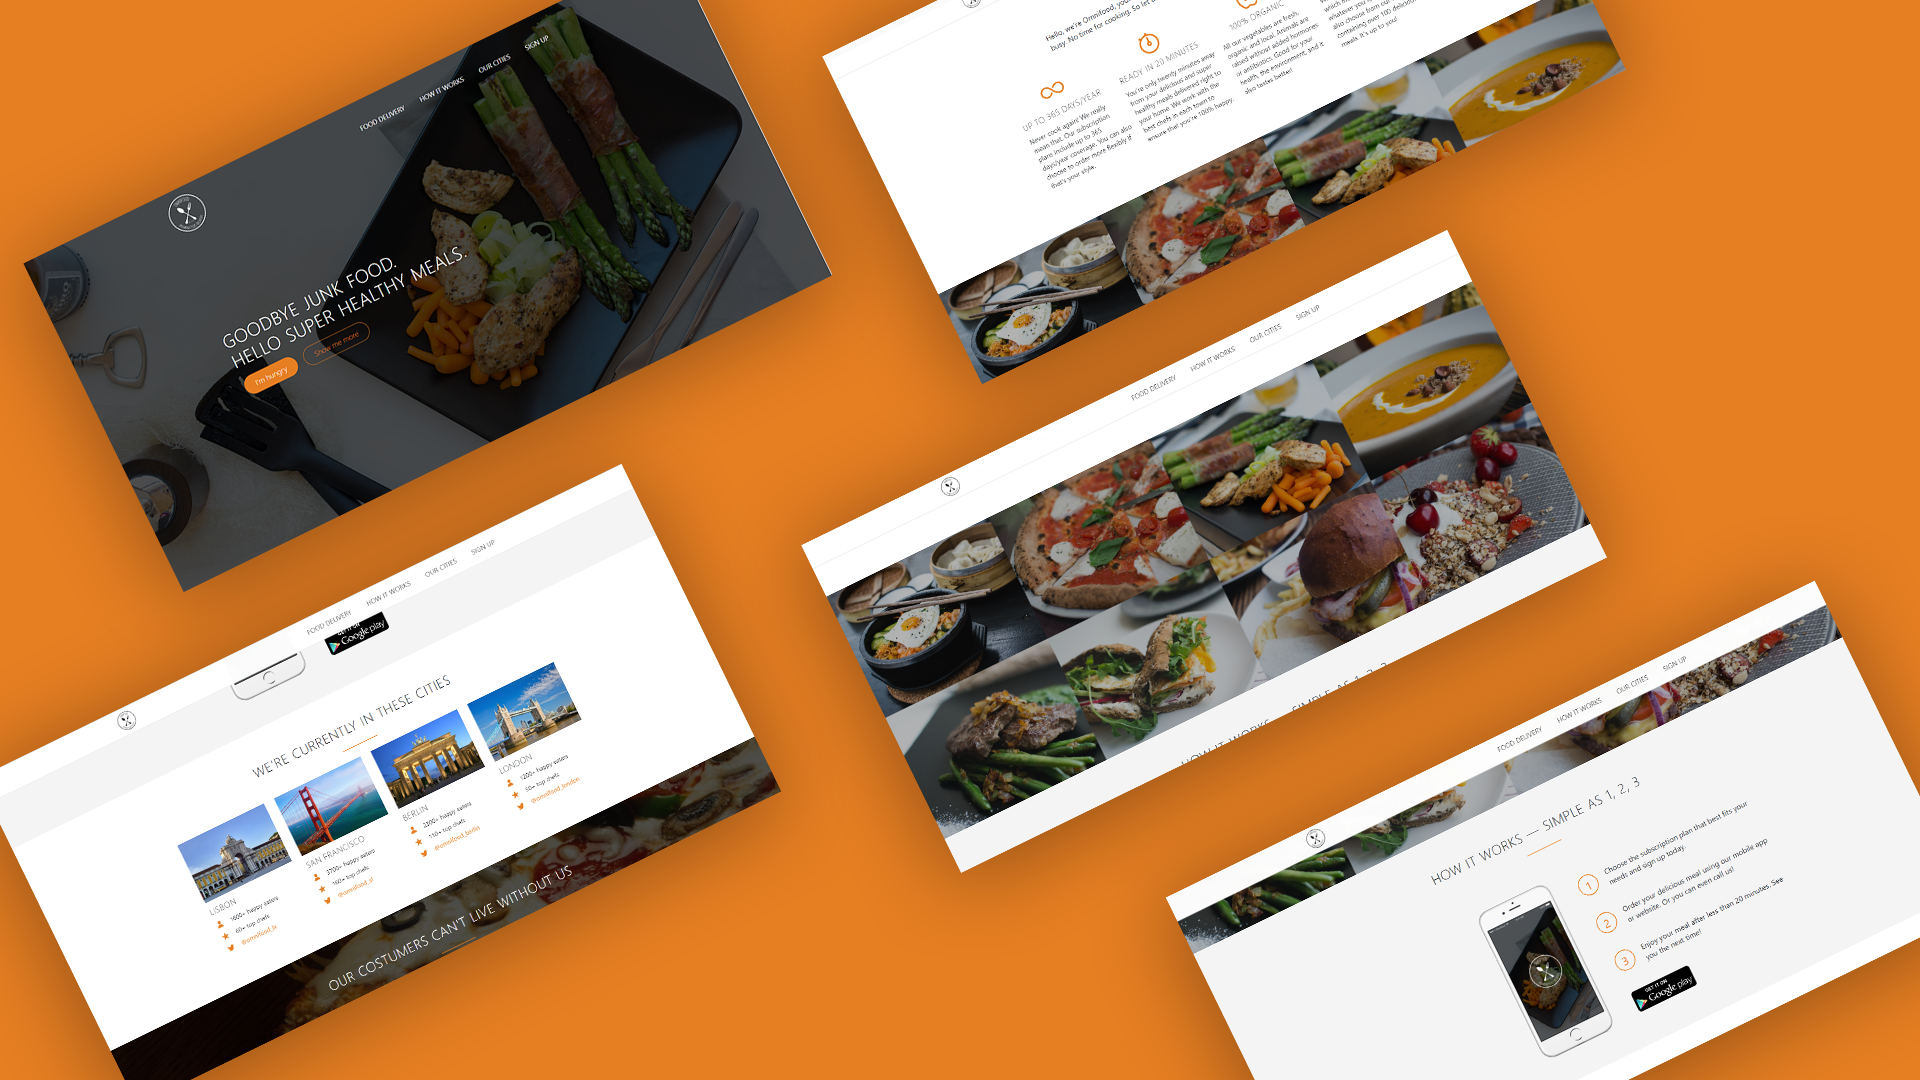 FOOD DELIVERY
HOW IT WORKS
OUR CITIES
SIGN UP
GOODBYE JUNK FOOD.
HELLO SUPER HEALTHY MEALS.
I'm hungry
Show me more
Hello, we're Omnifood,
busy. No time for cooking. So let
UP TO 365 DAYS/YEAR
Never cook again! We really
mean that. Our subscription
plans include up to 365
days/year coverage. You can also
choose to order more flexibly if
that's your style.
READY IN 20 MINUTES
You're only twenty minutes away
from your delicious and super
healthy meals delivered right to
your home. We work with the
best chefs in each town to
ensure that you're 100% happy.
100% ORGANIC
All our vegetables are fresh,
organic and local. Animals are
raised without added hormones
or antibiotics. Good for your
health, the environment, and it
also tastes better!
whatever you
also choose from our
containing over 100 delicious
meals. It's up to you!
FOOD DELIVERY
HOW IT WORKS
OUR CITIES
SIGN UP
HOW IT WORKS — SIMPLE AS 1, 2, 3
FOOD DELIVERY
HOW IT WORKS
OUR CITIES
SIGN UP
GET IT ON
Google play
WE'RE CURRENTLY IN THESE CITIES
LISBON
1600+ happy eaters
60+ top chefs
@omnifood_lx
SAN FRANCISCO
3700+ happy eaters
160+ top chefs
@omnifood_sf
BERLIN
2300+ happy eaters
110+ top chefs
@omnifood_berlin
LONDON
1200+ happy eaters
50+ top chefs
@omnifood_london
OUR COSTUMERS CAN'T LIVE WITHOUT US
FOOD DELIVERY
HOW IT WORKS
OUR CITIES
SIGN UP
HOW IT WORKS — SIMPLE AS 1, 2, 3
1
Choose the subscription plan that best fits your
needs and sign up today.
2
Order your delicious meal using our mobile app
or website. Or you can even call us!
3
Enjoy your meal after less than 20 minutes. See
you the next time!
GET IT ON
Google play